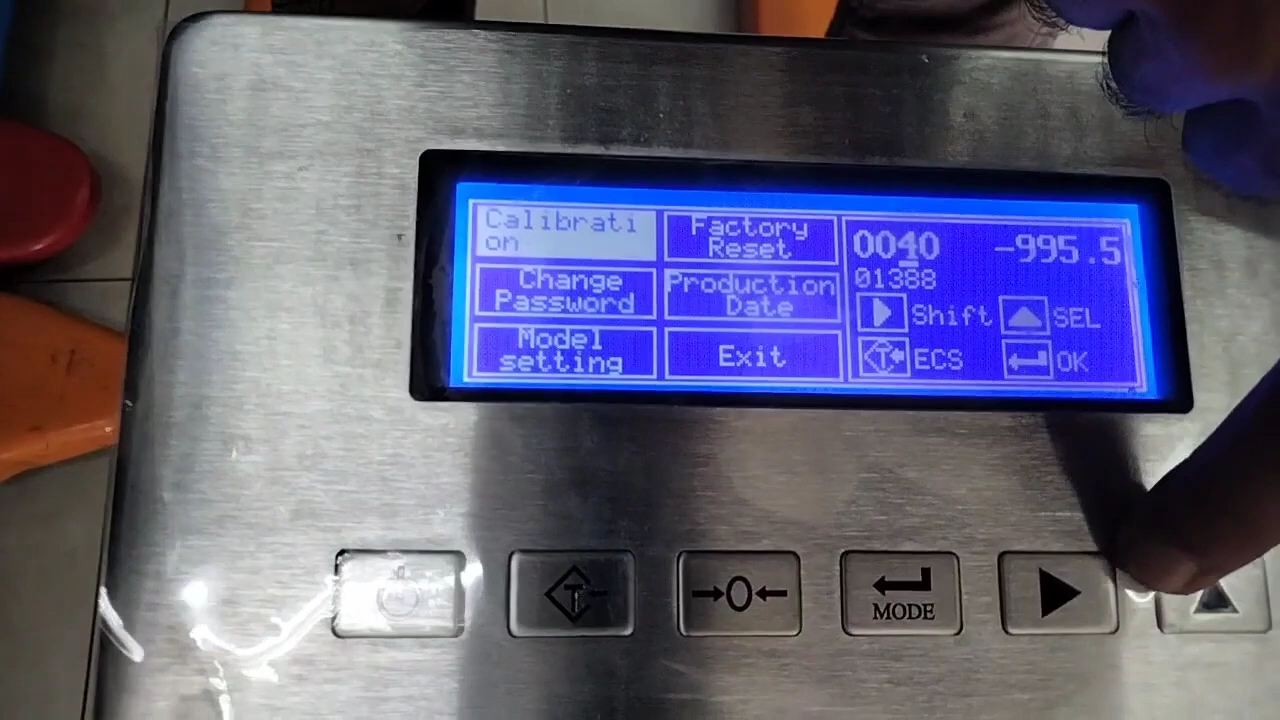 Calibrati
on
Factory
Reset
Change
Password
Production
Date
Model
setting
Exit
0040 -995.5
01388
Shift SEL
T ECS OK
T
→0←
MODE